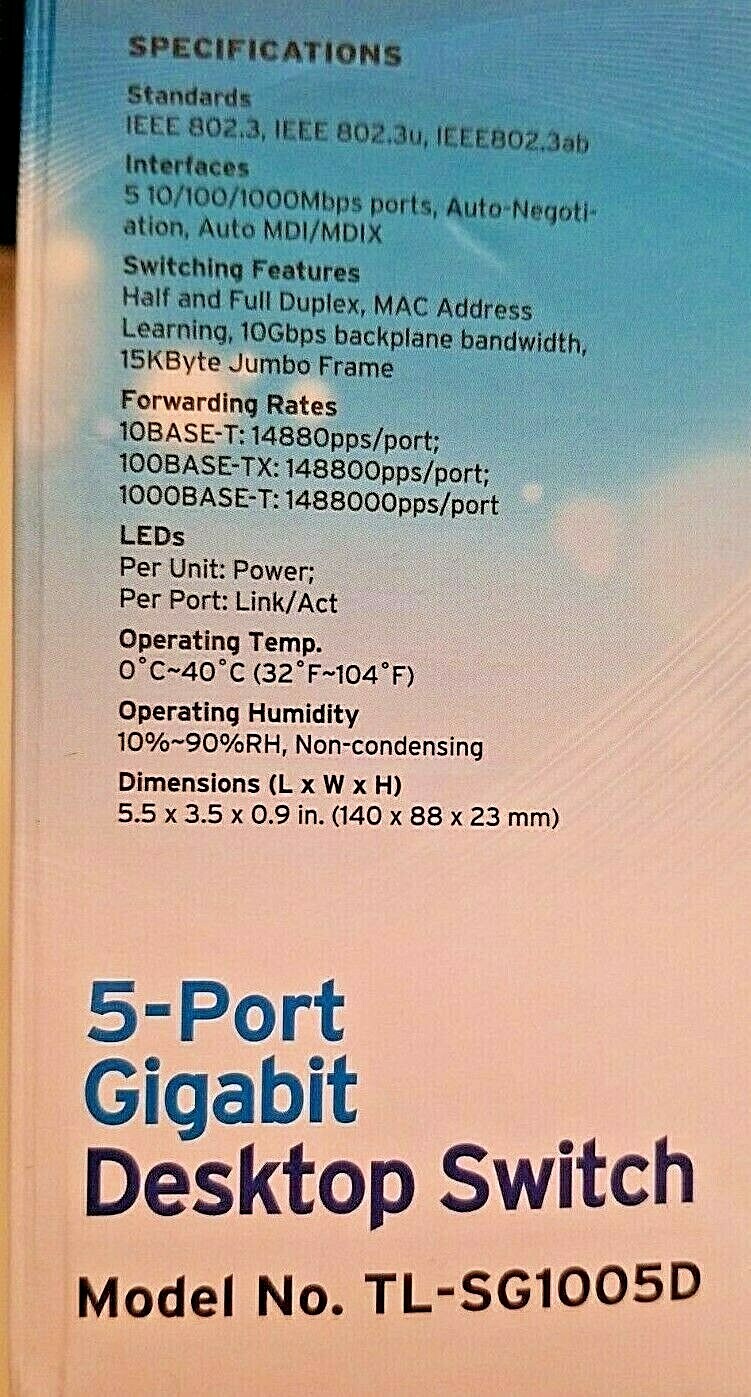 SPECIFICATIONS
Standards
IEEE 802.3, IEEE 802.3u, IEEE802.3ab
Interfaces
5 10/100/1000Mbps ports, Auto-Negoti-
ation, Auto MDI/MDIX
Switching Features
Half and Full Duplex, MAC Address
Learning, 10Gbps backplane bandwidth,
15KByte Jumbo Frame
Forwarding Rates
10BASE-T: 14880pps/port;
100BASE-TX: 148800pps/port;
1000BASE-T: 1488000pps/port
LEDs
Per Unit: Power;
Per Port: Link/Act
Operating Temp.
0°C~40°C (32°F~104°F)
Operating Humidity
10%~90%RH, Non-condensing
Dimensions (L x W x H)
5.5 x 3.5 x 0.9 in. (140 x 88 x 23 mm)
5-Port
Gigabit
Desktop Switch
Model No. TL-SG1005D